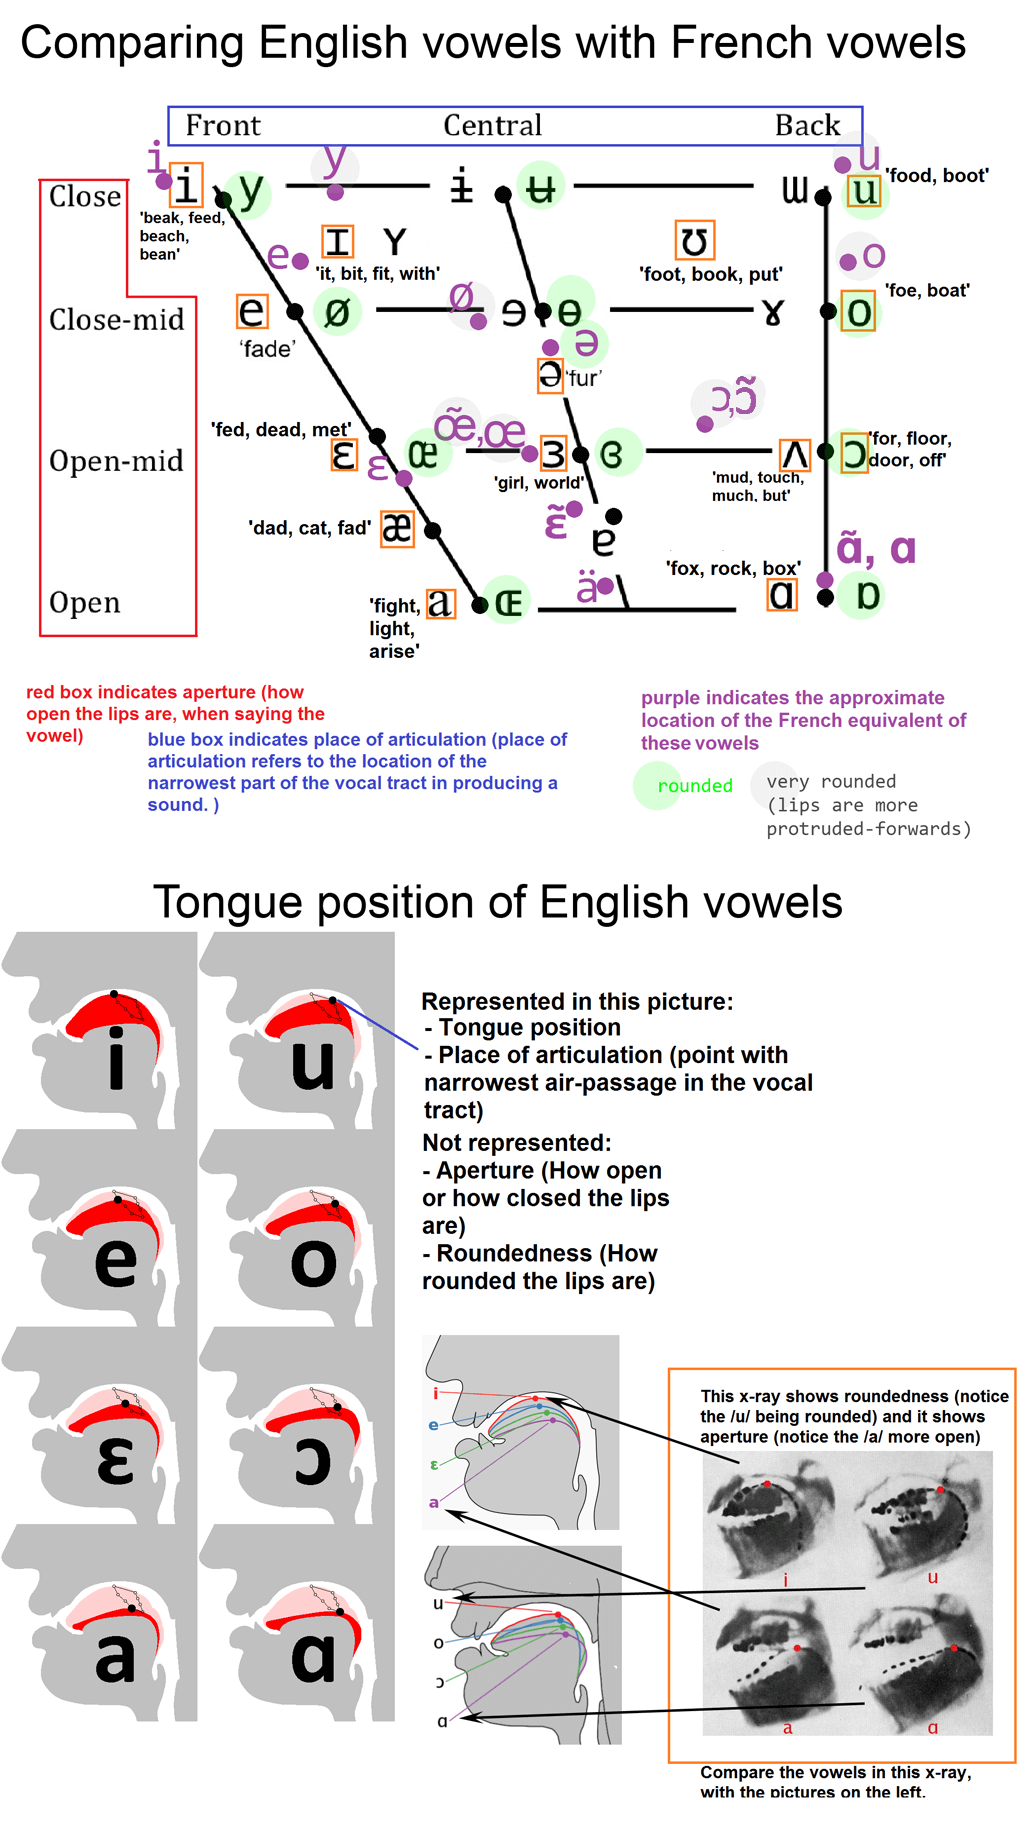 Comparing English vowels with French vowels
Front Central Back
i y u
Close i y ɨ ʉ ɯ u 'food, boot'
'beak, feed,
beach,
bean'
e ɪ ʏ ʊ o
'it, bit, fit, with' 'foot, book, put'
Close-mid e ø ø ɘ ɵ ɤ o 'foe, boat'
'fade' ə
ə 'fur'
ɔ,ɔ̃
'fed, dead, met' œ̃,œ
Open-mid ɛ ɛ œ ɜ ɞ ʌ ɔ 'for, floor,
door, off'
'girl, world' 'mud, touch,
much, but'
'dad, cat, fad' æ ɛ̃ ɐ
ɑ̃, ɑ
ä 'fox, rock, box'
Open 'fight,
light,
arise' a ɶ ɑ ɒ
red box indicates aperture (how
open the lips are, when saying the
vowel)
blue box indicates place of articulation (place of
articulation refers to the location of the
narrowest part of the vocal tract in producing a
sound. )
purple indicates the approximate
location of the French equivalent of
these vowels
rounded
very rounded
(lips are more
protruded-forwards)
Tongue position of English vowels
i u
e o
ɛ ɔ
a ɑ
Represented in this picture:
- Tongue position
- Place of articulation (point with
narrowest air-passage in the vocal
tract)
Not represented:
- Aperture (How open
or how closed the lips
are)
- Roundedness (How
rounded the lips are)
i
e
ɛ
a
u
o
ɔ
ɑ
This x-ray shows roundedness (notice
the /u/ being rounded) and it shows
aperture (notice the /a/ more open)
i u
a ɑ
Compare the vowels in this x-ray,
with the pictures on the left.